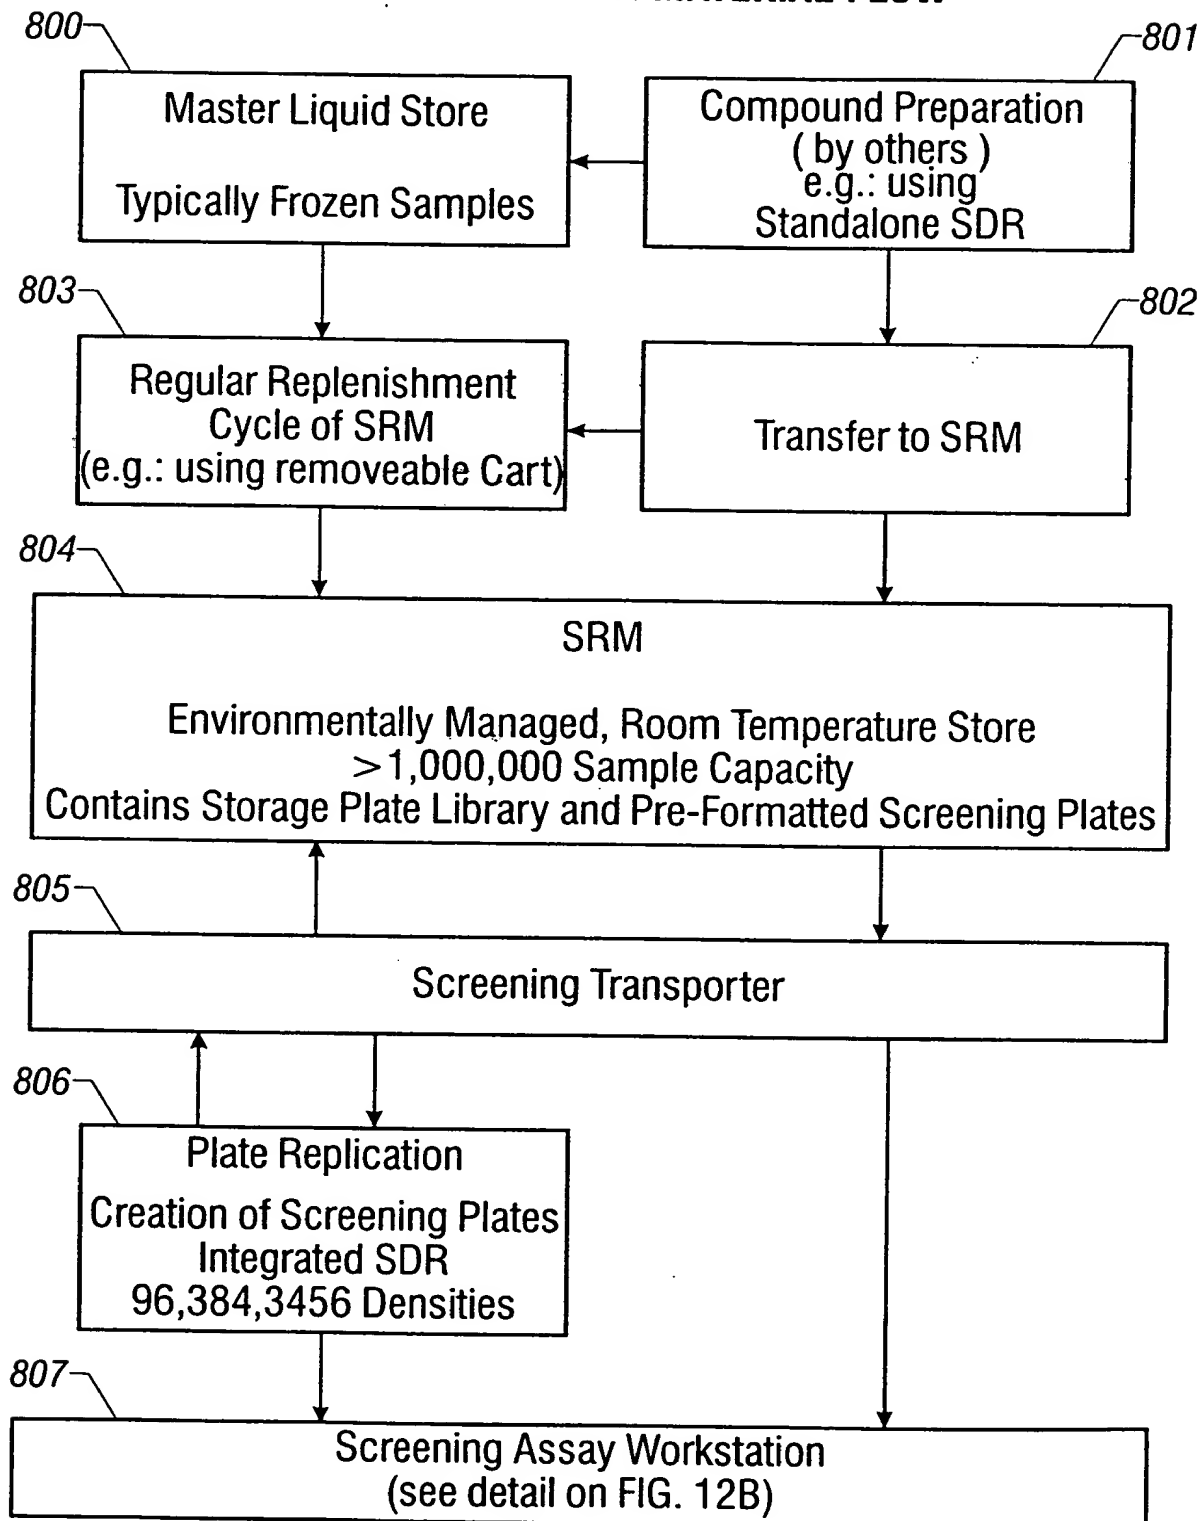 800
801
Master Liquid Store
Typically Frozen Samples
Compound Preparation
( by others )
e.g.: using
Standalone SDR
803
802
Regular Replenishment
Cycle of SRM
(e.g.: using removeable Cart)
Transfer to SRM
804
SRM
Environmentally Managed, Room Temperature Store
>1,000,000 Sample Capacity
Contains Storage Plate Library and Pre-Formatted Screening Plates
805
Screening Transporter
806
Plate Replication
Creation of Screening Plates
Integrated SDR
96,384,3456 Densities
807
Screening Assay Workstation
(see detail on FIG. 12B)